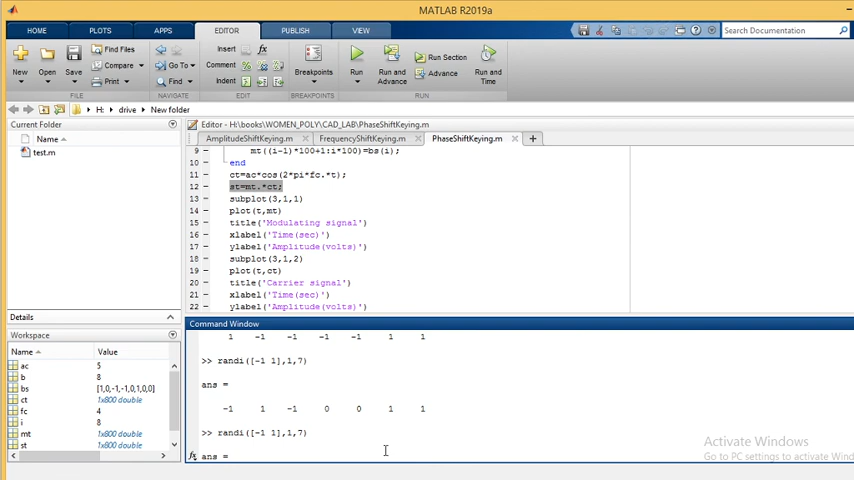 MATLAB R2019a
HOME PLOTS APPS EDITOR PUBLISH VIEW Search Documentation
New Open Save Find Files Compare Print Go To Find Insert Comment Indent fx Breakpoints Run Run and Advance Run Section Advance Run and Time
FILE NAVIGATE EDIT BREAKPOINTS RUN
H: ▸ drive ▸ New folder
Current Folder
Name
test.m
Details
Workspace
Name Value
ac 5
b 8
bs [1,0,-1,-1,0,1,0,0]
ct 1x800 double
fc 4
i 8
mt 1x800 double
st 1x800 double
Editor - H:\books\WOMEN_POLY\CAD_LAB\PhaseShiftKeying.m
AmplitudeShiftKeying.m FrequencyShiftKeying.m PhaseShiftKeying.m
9 mt((i-1)*100+1:i*100)=bs(i);
10 end
11 ct=ac*cos(2*pi*fc.*t);
12 st=mt.*ct;
13 subplot(3,1,1)
14 plot(t,mt)
15 title('Modulating signal')
16 xlabel('Time(sec)')
17 ylabel('Amplitude(volts)')
18 subplot(3,1,2)
19 plot(t,ct)
20 title('Carrier signal')
21 xlabel('Time(sec)')
22 ylabel('Amplitude(volts)')
Command Window
1 -1 -1 -1 -1 1 1
>> randi([-1 1],1,7)
ans =
-1 1 -1 0 0 1 1
>> randi([-1 1],1,7)
fx ans =
Activate Windows
Go to PC settings to activate Wind